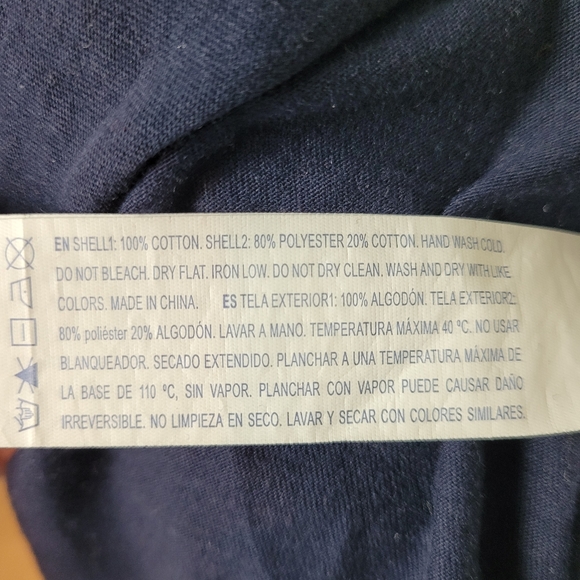 EN SHELL1: 100% COTTON. SHELL2: 80% POLYESTER 20% COTTON. HAND WASH COLD.
DO NOT BLEACH. DRY FLAT. IRON LOW. DO NOT DRY CLEAN. WASH AND DRY WITH LIKE
COLORS. MADE IN CHINA. ES TELA EXTERIOR1: 100% ALGODÓN. TELA EXTERIOR2:
80% poliéster 20% ALGODÓN. LAVAR A MANO. TEMPERATURA MÁXIMA 40 ºC. NO USAR
BLANQUEADOR. SECADO EXTENDIDO. PLANCHAR A UNA TEMPERATURA MÁXIMA DE
LA BASE DE 110 ºC, SIN VAPOR. PLANCHAR CON VAPOR PUEDE CAUSAR DAÑO
IRREVERSIBLE. NO LIMPIEZA EN SECO. LAVAR Y SECAR CON COLORES SIMILARES.